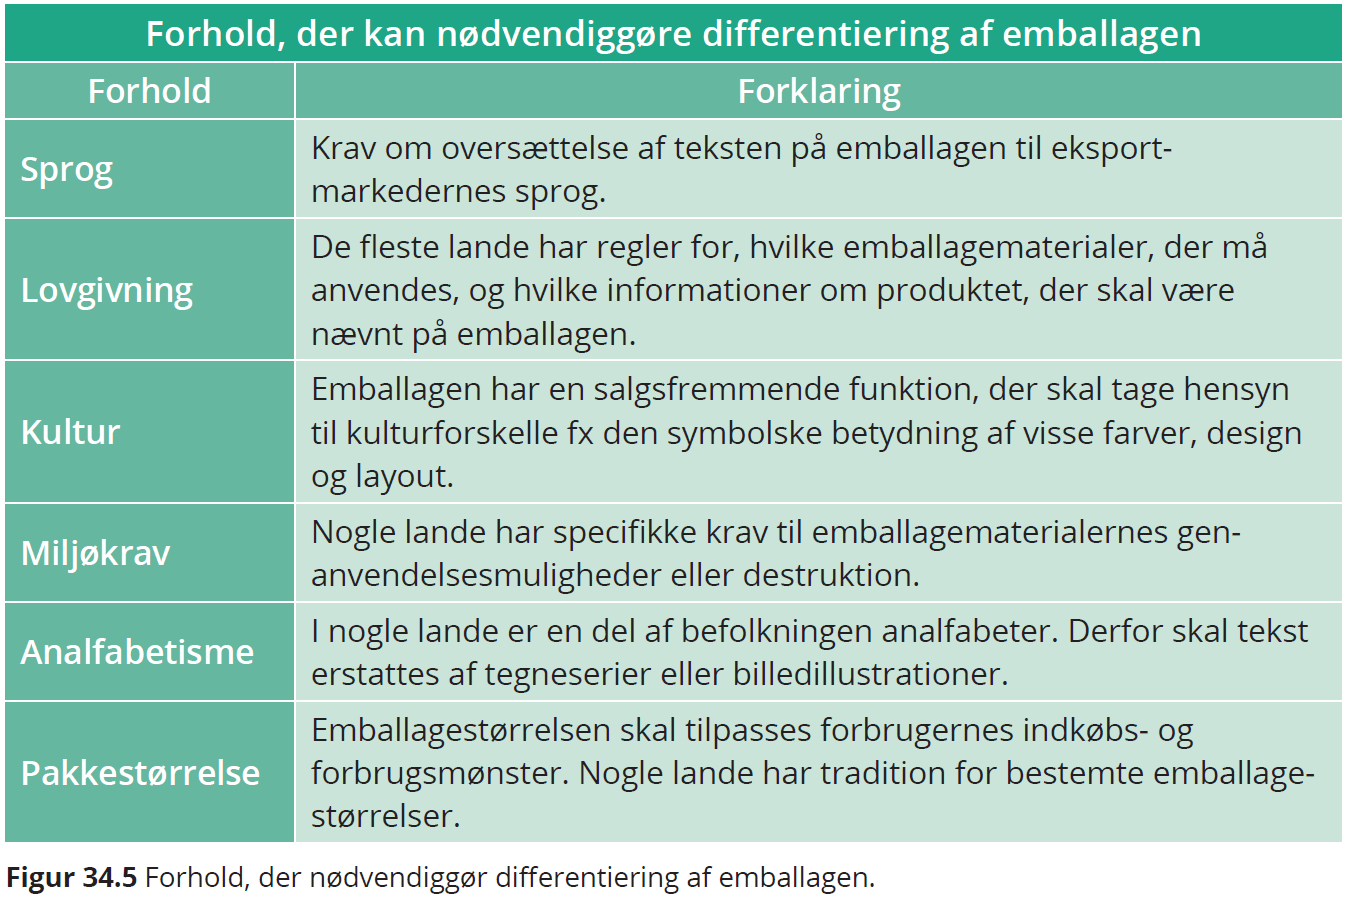 Forhold, der kan nødvendiggøre differentiering af emballagen
Forhold
Forklaring
Sprog
Krav om oversættelse af teksten på emballagen til eksport-
markedernes sprog.
Lovgivning
De fleste lande har regler for, hvilke emballagematerialer, der må
anvendes, og hvilke informationer om produktet, der skal være
nævnt på emballagen.
Kultur
Emballagen har en salgsfremmende funktion, der skal tage hensyn
til kulturforskelle fx den symbolske betydning af visse farver, design
og layout.
Miljøkrav
Nogle lande har specifikke krav til emballagematerialernes gen-
anvendelsesmuligheder eller destruktion.
Analfabetisme
I nogle lande er en del af befolkningen analfabeter. Derfor skal tekst
erstattes af tegneserier eller billedillustrationer.
Pakkestørrelse
Emballagestørrelsen skal tilpasses forbrugernes indkøbs- og
forbrugsmønster. Nogle lande har tradition for bestemte emballage-
størrelser.
Figur 34.5 Forhold, der nødvendiggør differentiering af emballagen.